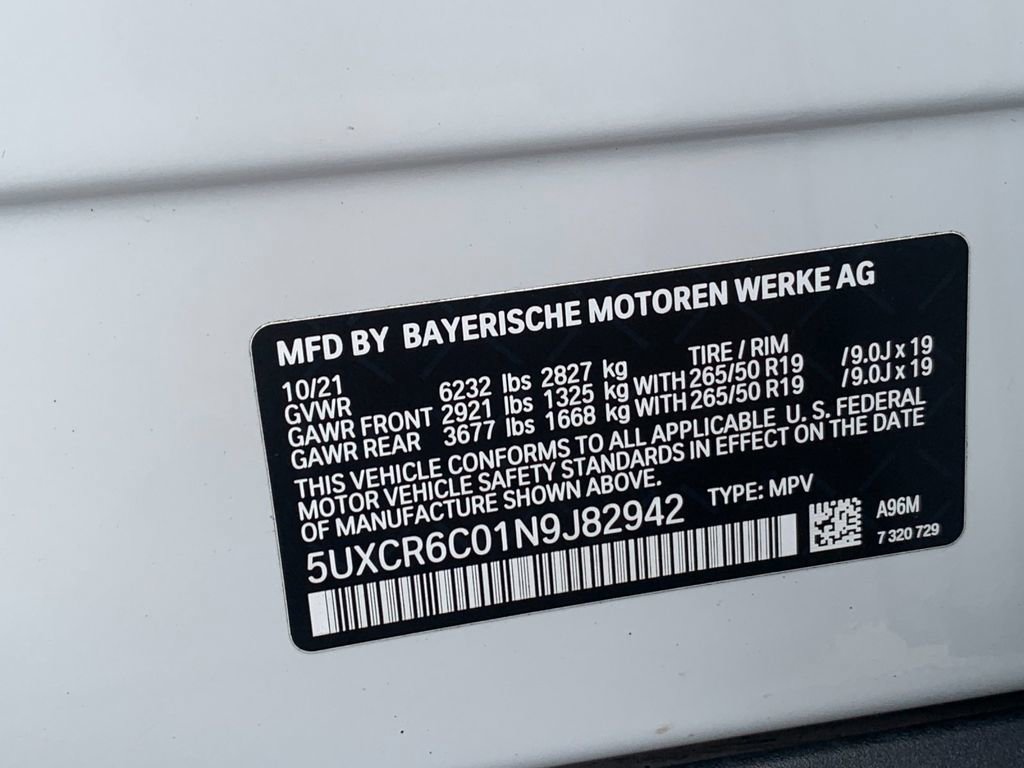 MFD BY BAYERISCHE MOTOREN WERKE AG
10/21 TIRE / RIM
GVWR 6232 lbs 2827 kg
GAWR FRONT 2921 lbs 1325 kg WITH 265/50 R19 /9.0J x 19
GAWR REAR 3677 lbs 1668 kg WITH 265/50 R19 /9.0J x 19
THIS VEHICLE CONFORMS TO ALL APPLICABLE U. S. FEDERAL
MOTOR VEHICLE SAFETY STANDARDS IN EFFECT ON THE DATE
OF MANUFACTURE SHOWN ABOVE.
5UXCR6C01N9J82942 TYPE: MPV
A96M
7 320 729